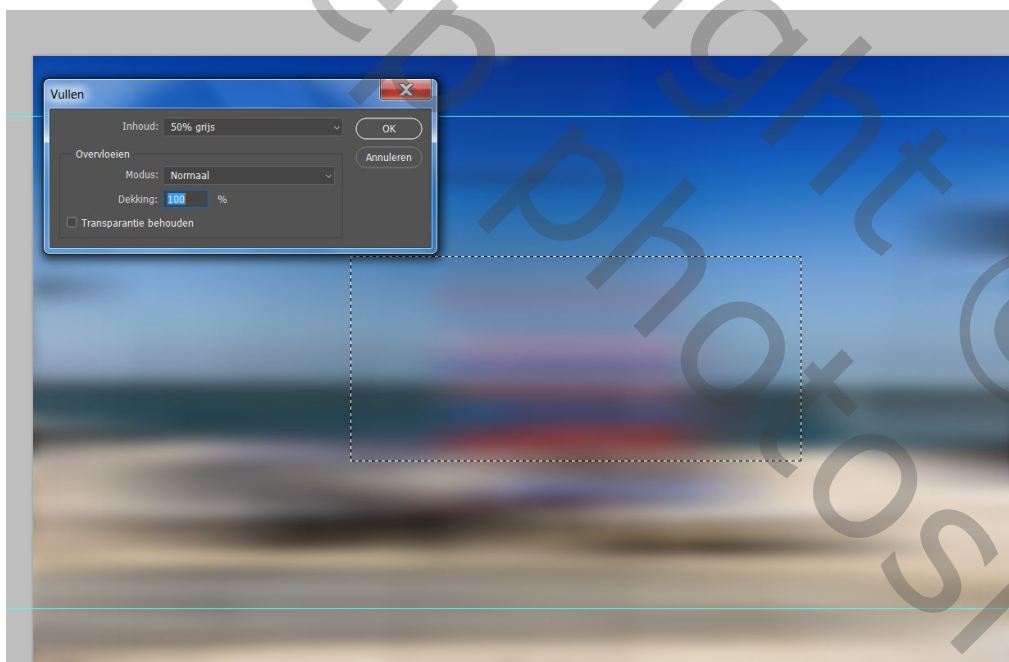 Vullen
Inhoud: 50% grijs
OK
Overvloeien
Annuleren
Modus: Normaal
Dekking: 100 %
Transparantie behouden